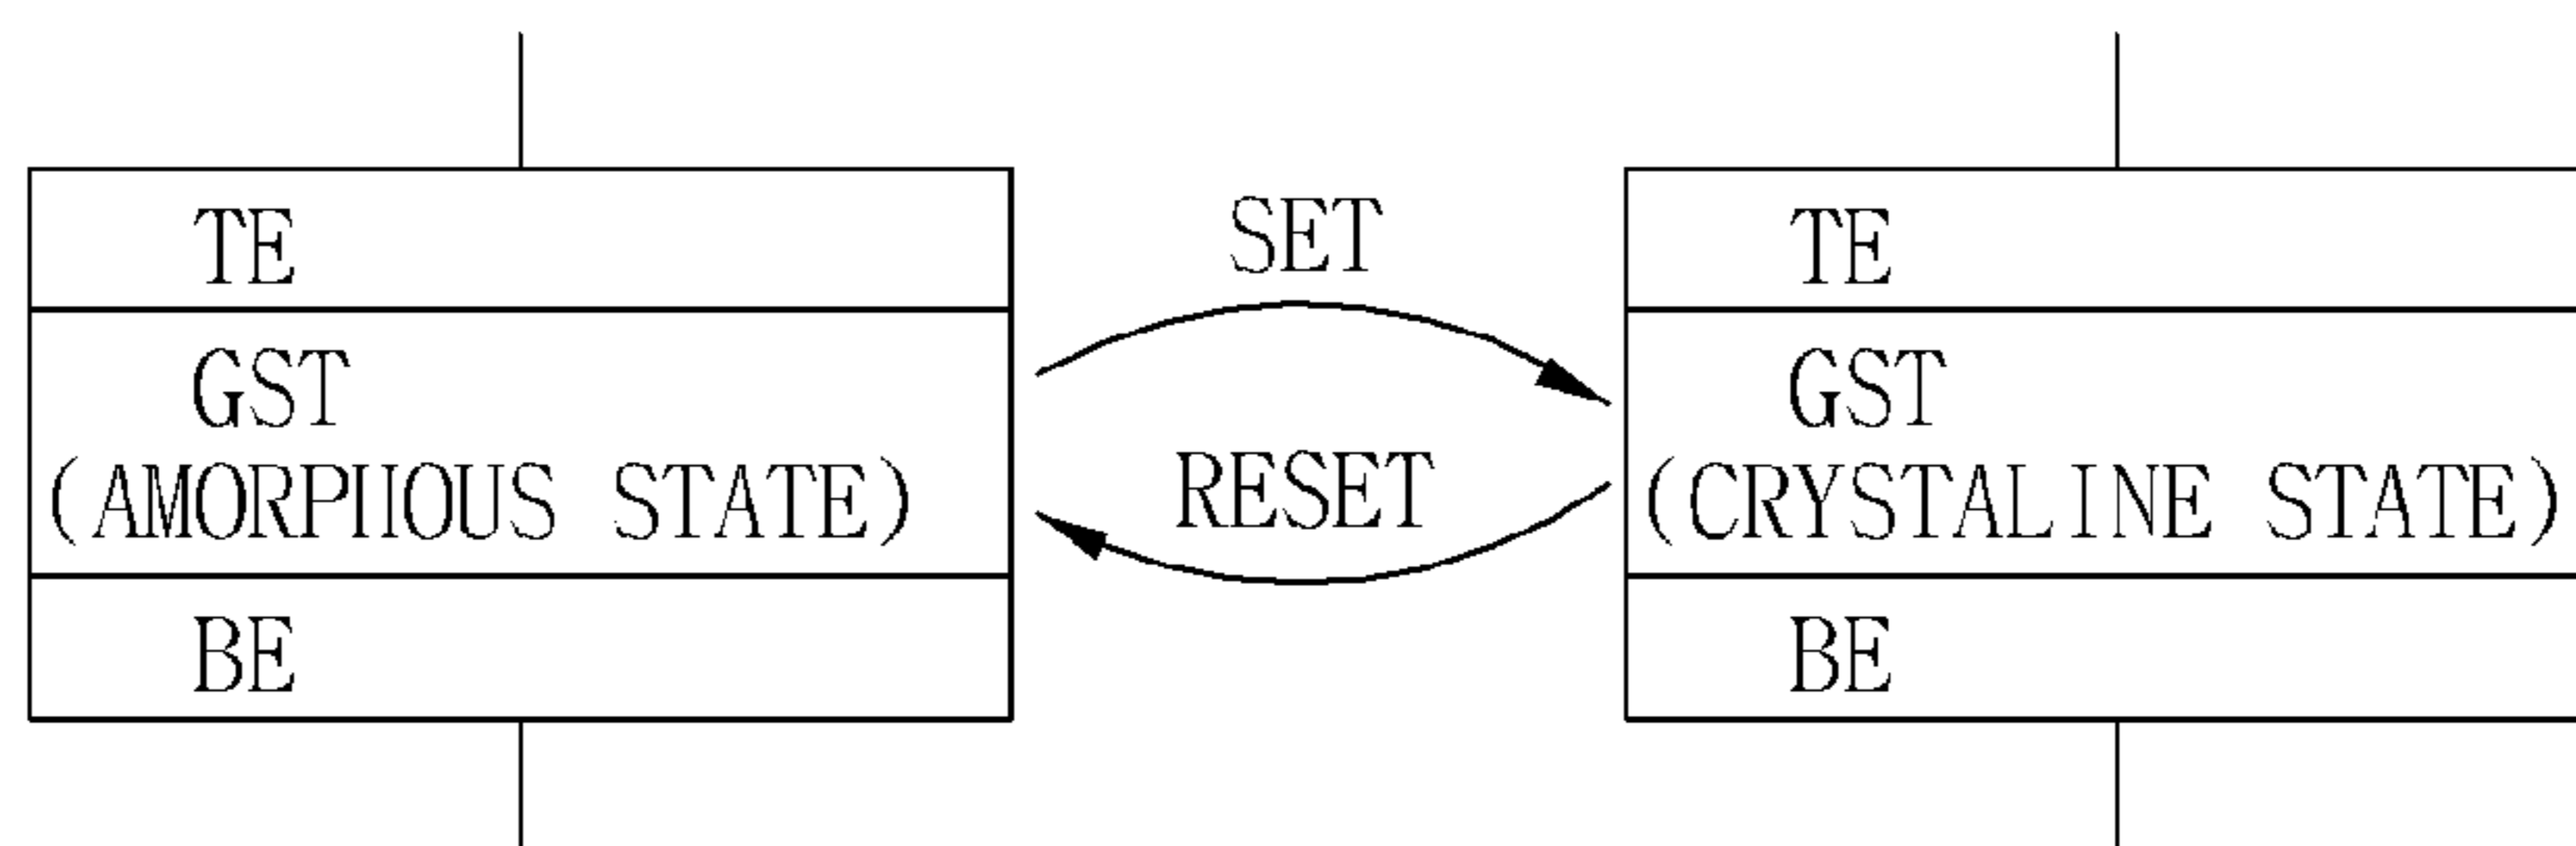 TE
GST
(AMORPHOUS STATE)
BE
SET
RESET
TE
GST
(CRYSTALINE STATE)
BE